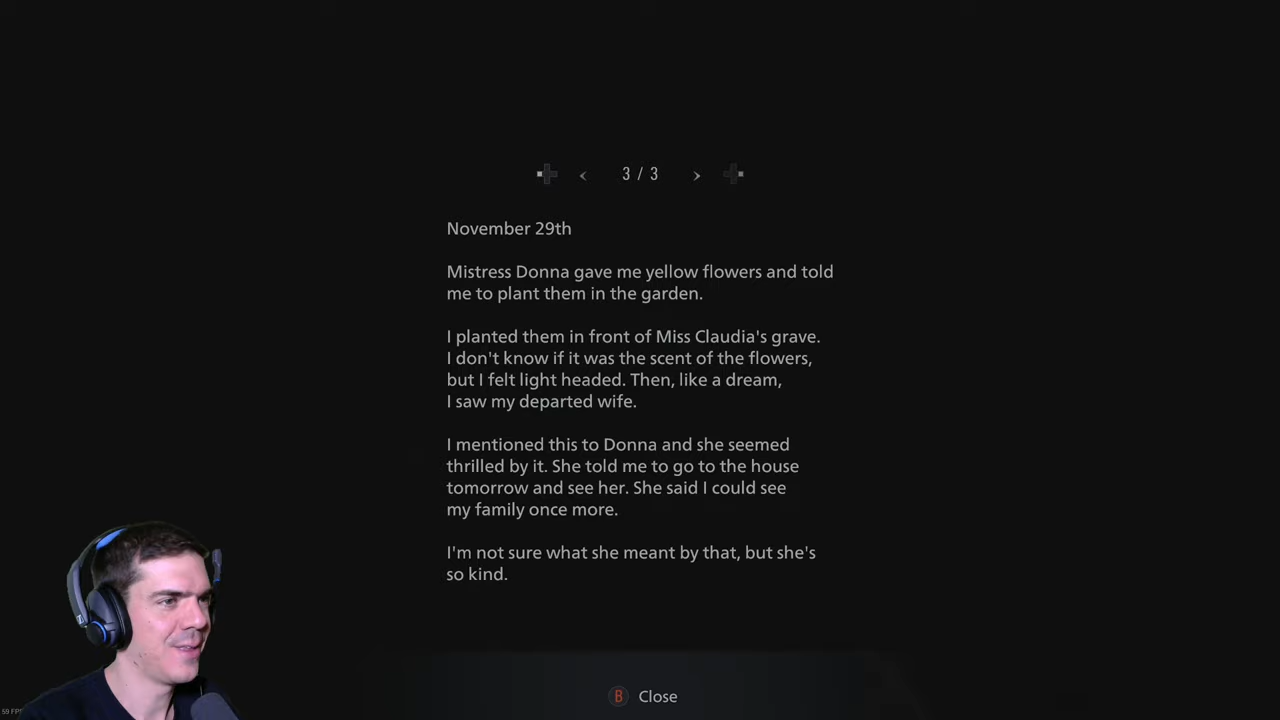 3 / 3
November 29th
Mistress Donna gave me yellow flowers and told
me to plant them in the garden.
I planted them in front of Miss Claudia's grave.
I don't know if it was the scent of the flowers,
but I felt light headed. Then, like a dream,
I saw my departed wife.
I mentioned this to Donna and she seemed
thrilled by it. She told me to go to the house
tomorrow and see her. She said I could see
my family once more.
I'm not sure what she meant by that, but she's
so kind.
B Close
59 FPS